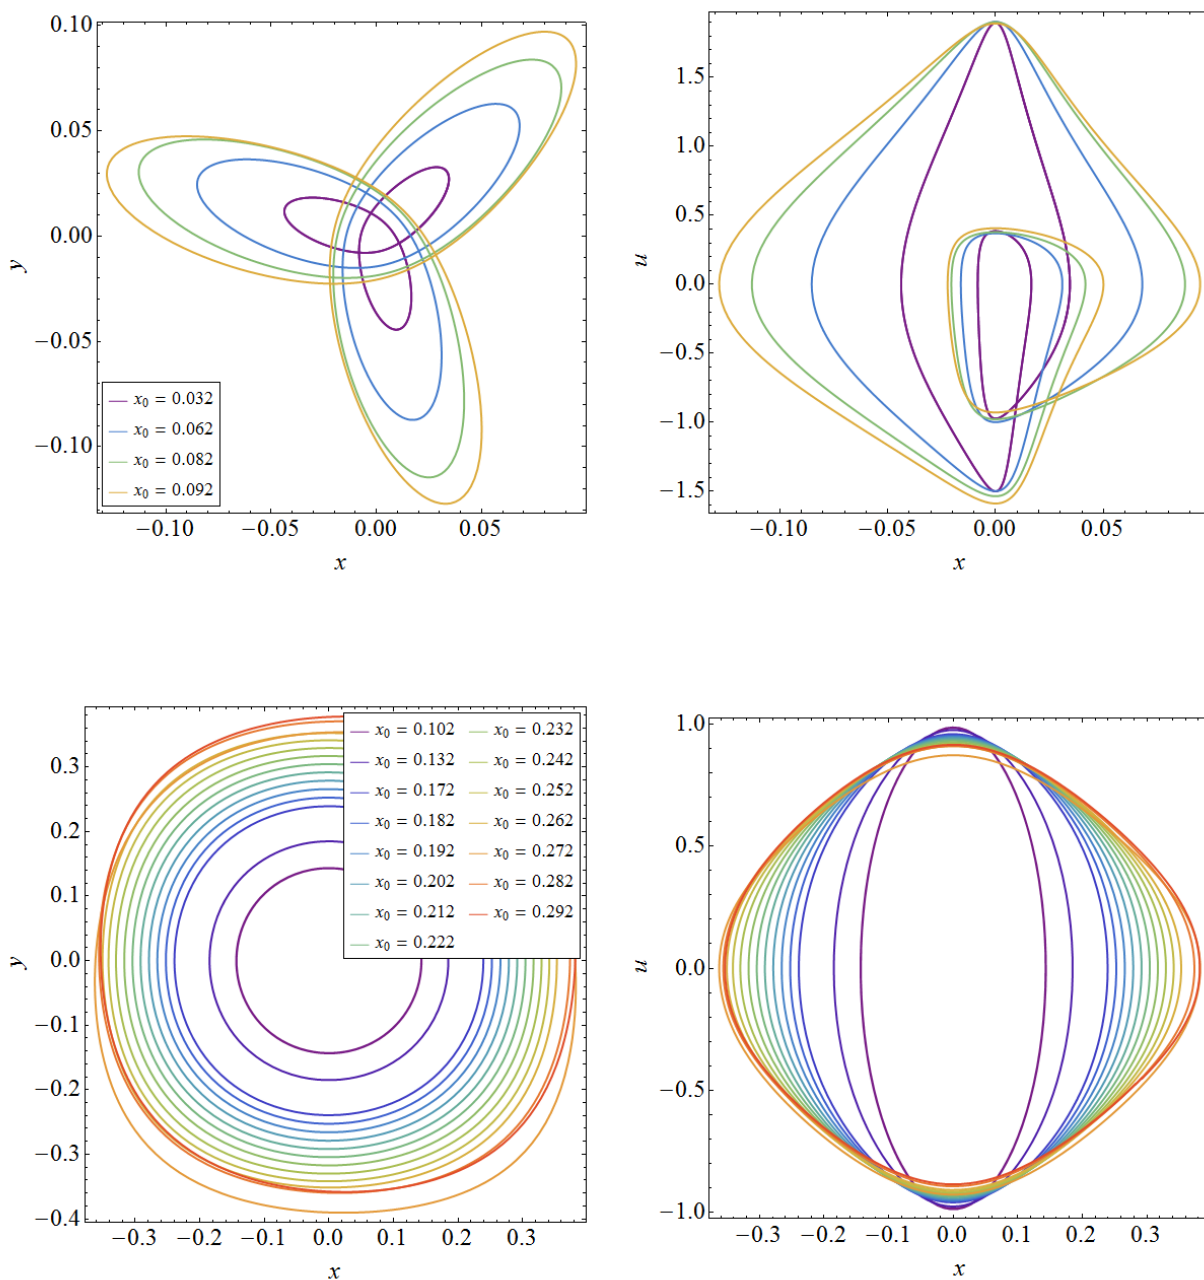 0.10
0.05
0.00
−0.05
−0.10
y
x₀ = 0.032
x₀ = 0.062
x₀ = 0.082
x₀ = 0.092
−0.10 −0.05 0.00 0.05
x
1.5
1.0
0.5
0.0
−0.5
−1.0
−1.5
u
−0.10 −0.05 0.00 0.05
x
0.3
0.2
0.1
0.0
−0.1
−0.2
−0.3
−0.4
y
x₀ = 0.102 x₀ = 0.232
x₀ = 0.132 x₀ = 0.242
x₀ = 0.172 x₀ = 0.252
x₀ = 0.182 x₀ = 0.262
x₀ = 0.192 x₀ = 0.272
x₀ = 0.202 x₀ = 0.282
x₀ = 0.212 x₀ = 0.292
x₀ = 0.222
−0.3 −0.2 −0.1 0.0 0.1 0.2 0.3
x
1.0
0.5
0.0
−0.5
−1.0
u
−0.3 −0.2 −0.1 0.0 0.1 0.2 0.3
x